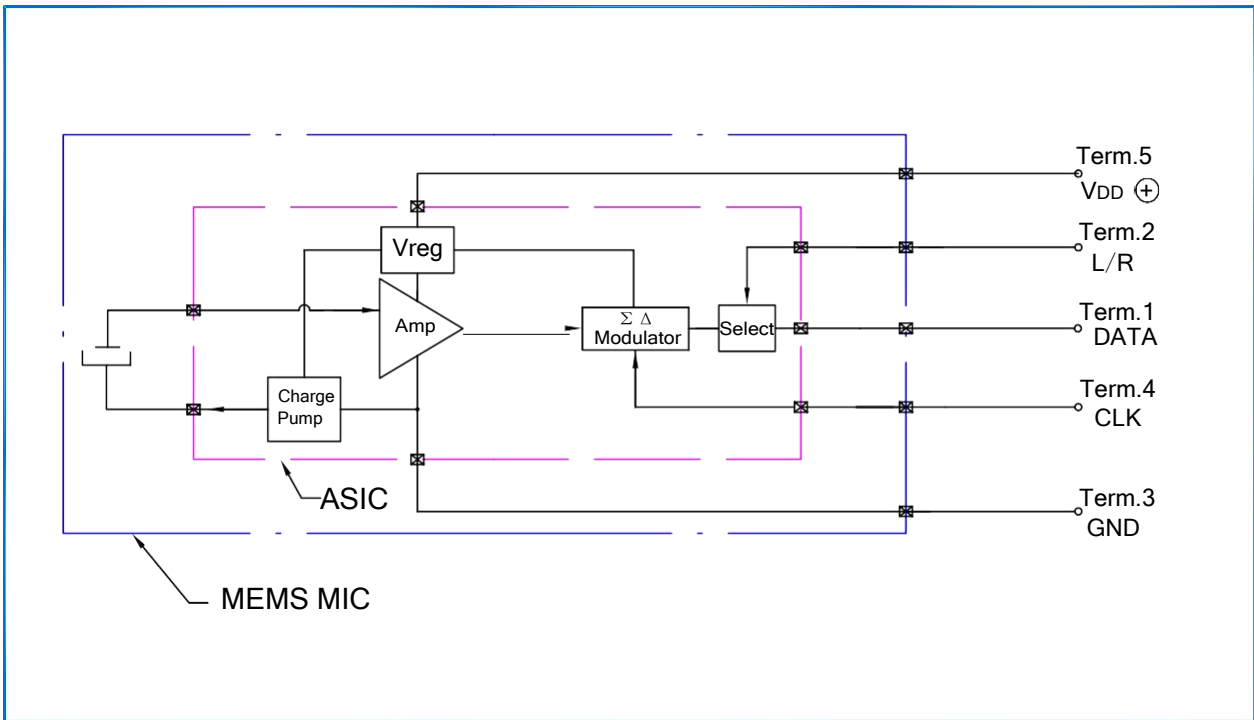 Term.5
VDD ⊕
Term.2
L/R
Vreg
Amp
Σ Δ
Modulator
Select
Term.1
DATA
Charge
Pump
Term.4
CLK
ASIC
Term.3
GND
MEMS MIC